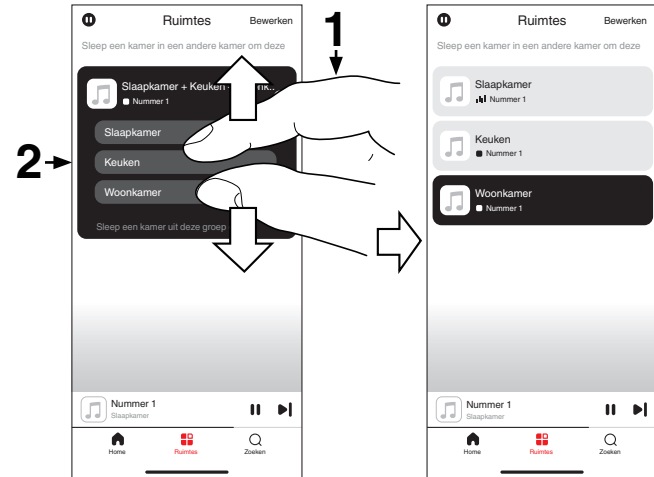 Ruimtes
Bewerken
Sleep een kamer in een andere kamer om deze
1
Slaapkamer + Keuken
Nummer 1
Slaapkamer
2
Keuken
Woonkamer
Sleep een kamer uit deze groep
Nummer 1
Slaapkamer
Home
Ruimtes
Zoeken
Ruimtes
Bewerken
Sleep een kamer in een andere kamer om deze
Slaapkamer
Nummer 1
Keuken
Nummer 1
Woonkamer
Nummer 1
Nummer 1
Slaapkamer
Home
Ruimtes
Zoeken